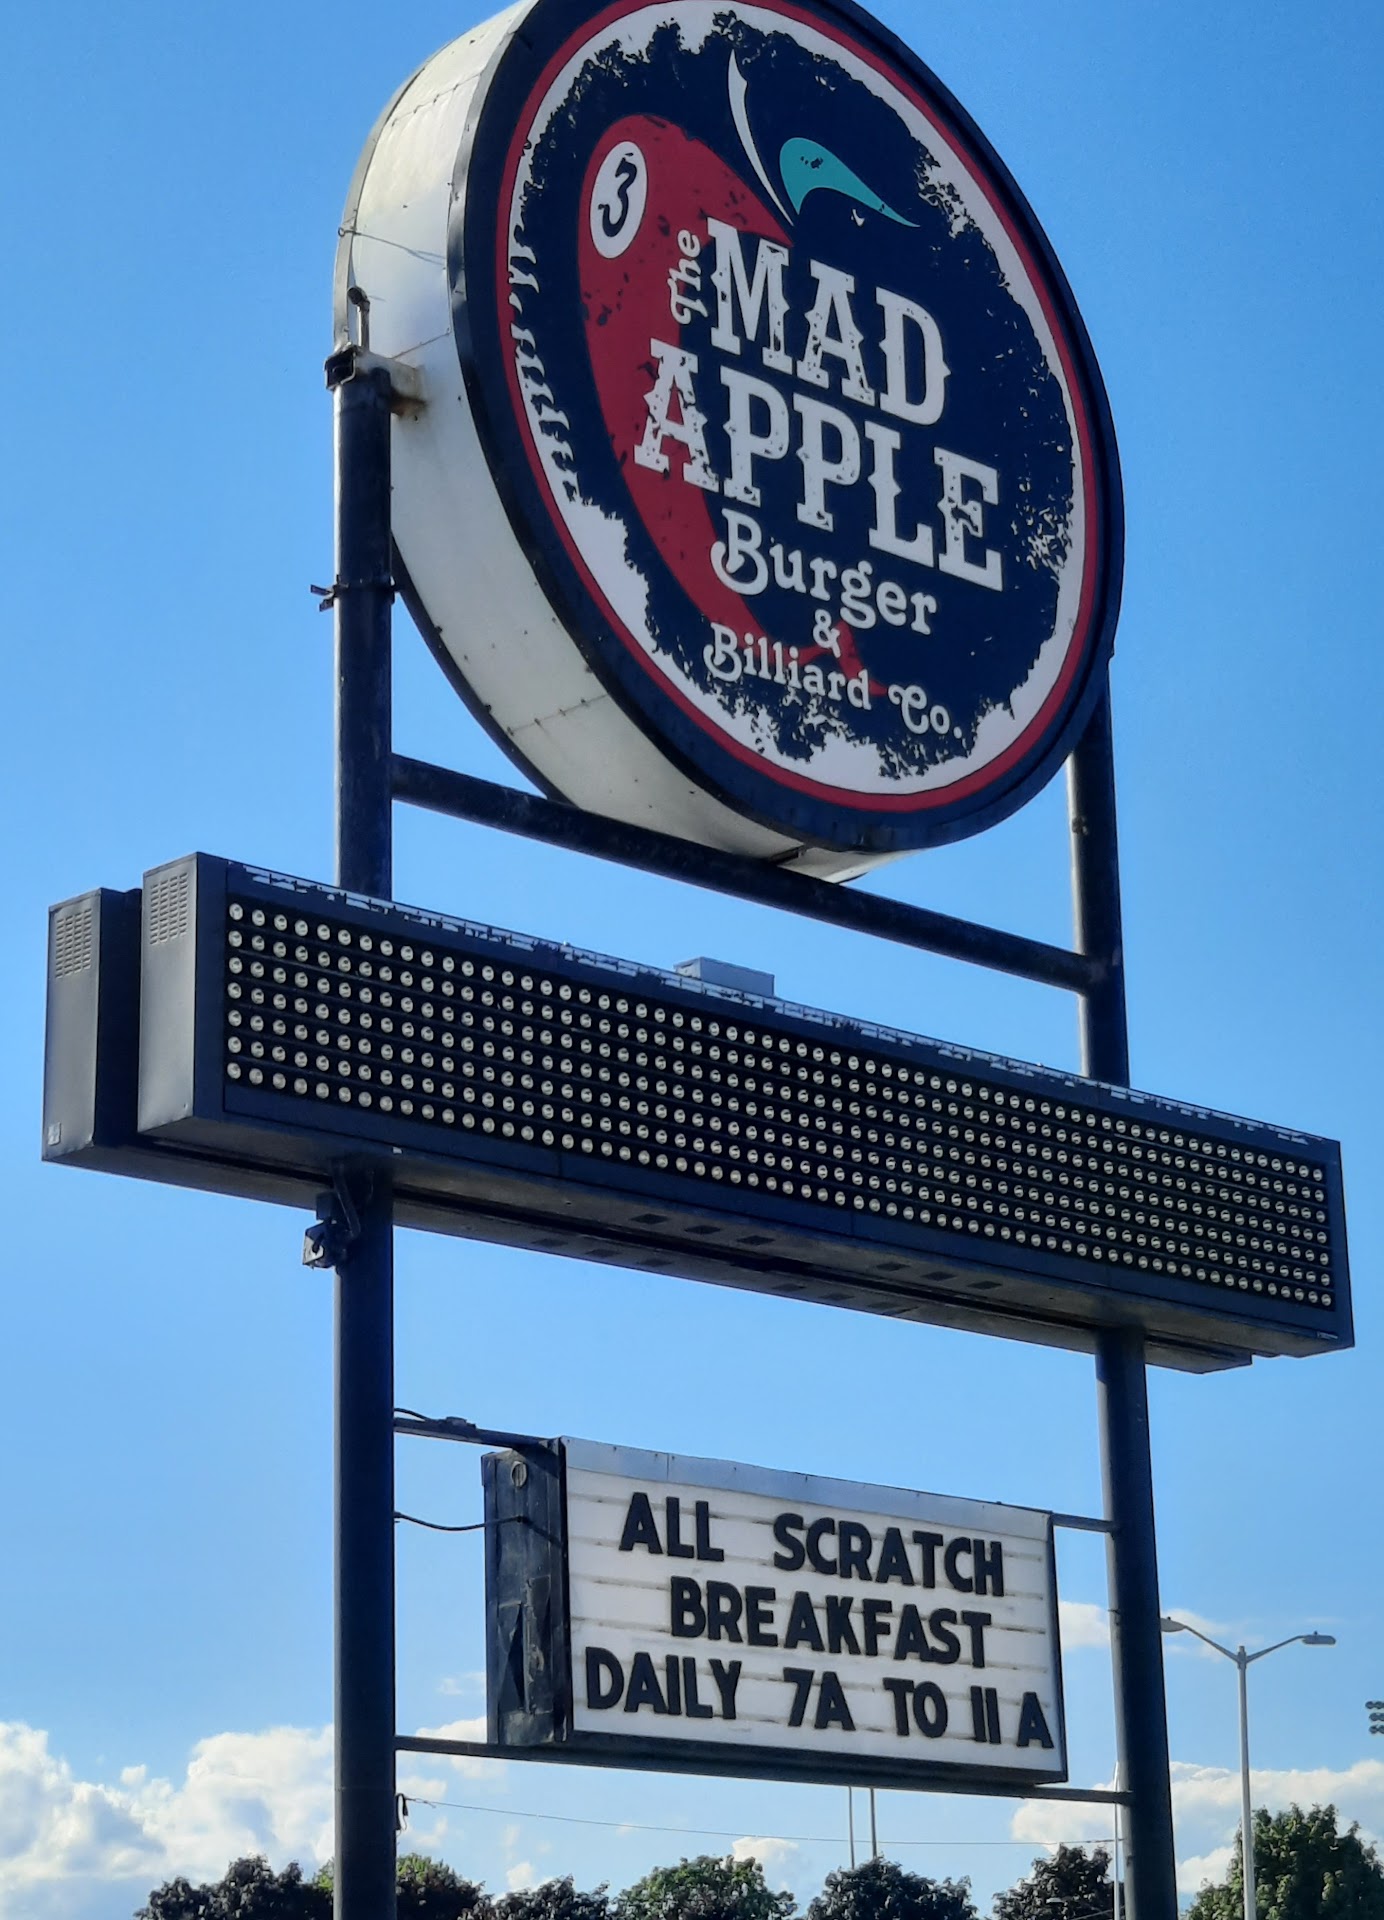 3
The MAD
APPLE
Burger
&
Billiard Co.
ALL SCRATCH
BREAKFAST
DAILY 7A TO 11 A